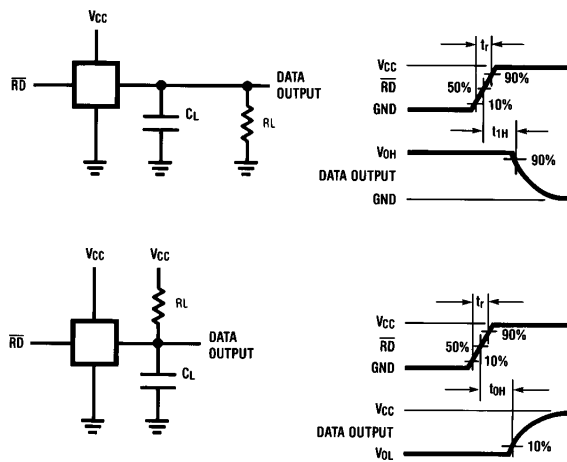 VCC
RD
DATA
OUTPUT
CL
RL
tr
VCC
90%
RD
50%
10%
GND
t1H
VOH
90%
DATA OUTPUT
GND
VCC
VCC
RL
RD
DATA
OUTPUT
CL
tr
VCC
90%
RD
50%
10%
GND
t0H
VCC
DATA OUTPUT
10%
VOL